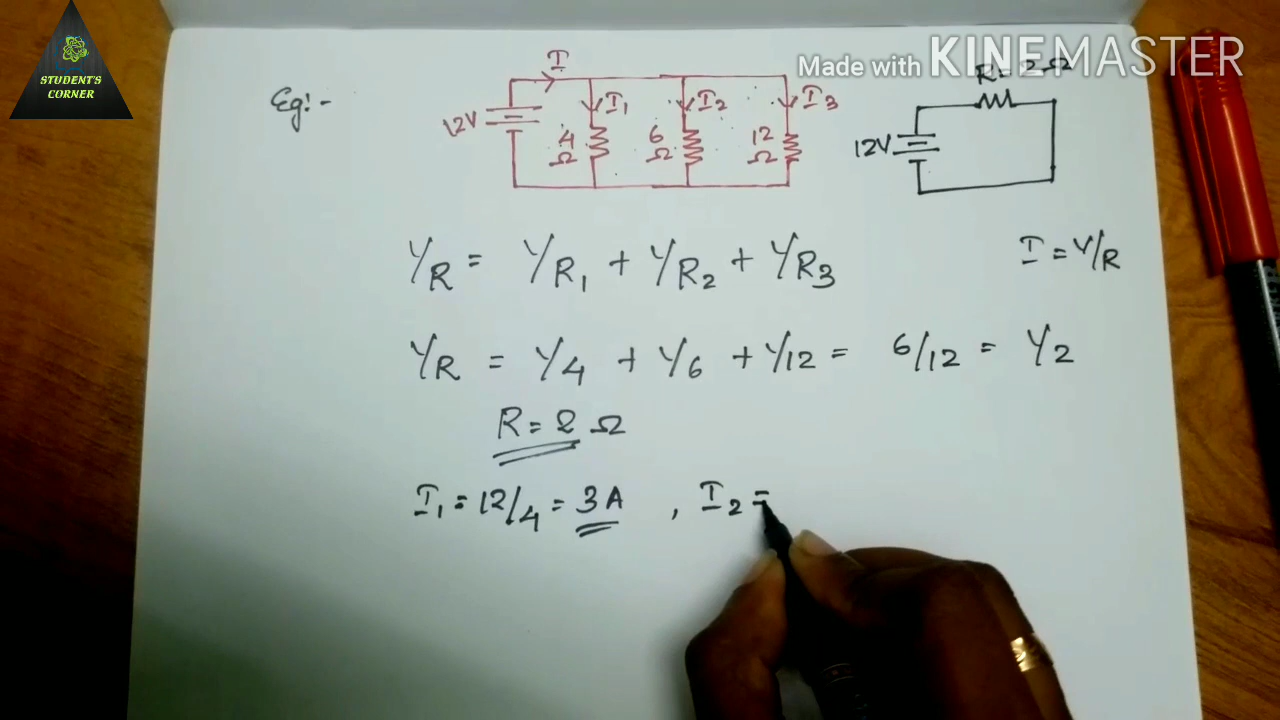 STUDENT'S
CORNER
Made with KINEMASTER
Eg:-
I
I1
I2
I3
12V
4
Ω
6
Ω
12
Ω
R = 2 Ω
12V
1/R = 1/R1 + 1/R2 + 1/R3
I = V/R
1/R = 1/4 + 1/6 + 1/12 = 6/12 = 1/2
R = 2 Ω
I1 = 12/4 = 3A , I2 =